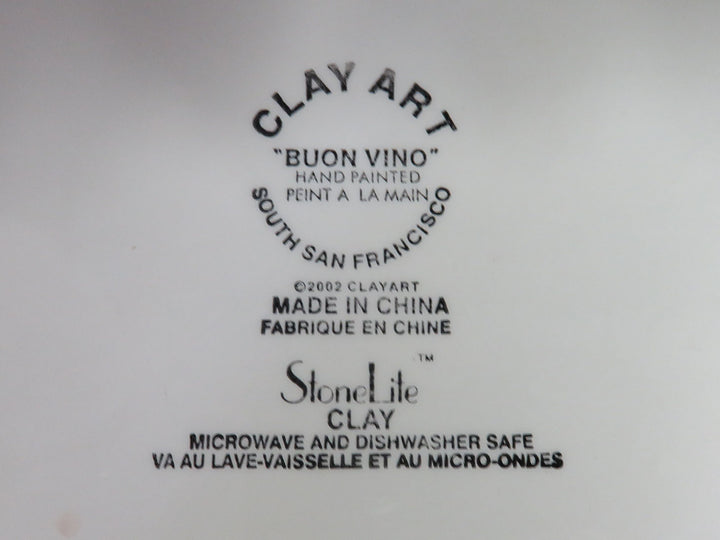 CLAY ART
"BUON VINO"
HAND PAINTED
PEINT A LA MAIN
SOUTH SAN FRANCISCO
©2002 CLAYART
MADE IN CHINA
FABRIQUE EN CHINE
StoneLite™
CLAY
MICROWAVE AND DISHWASHER SAFE
VA AU LAVE-VAISSELLE ET AU MICRO-ONDES